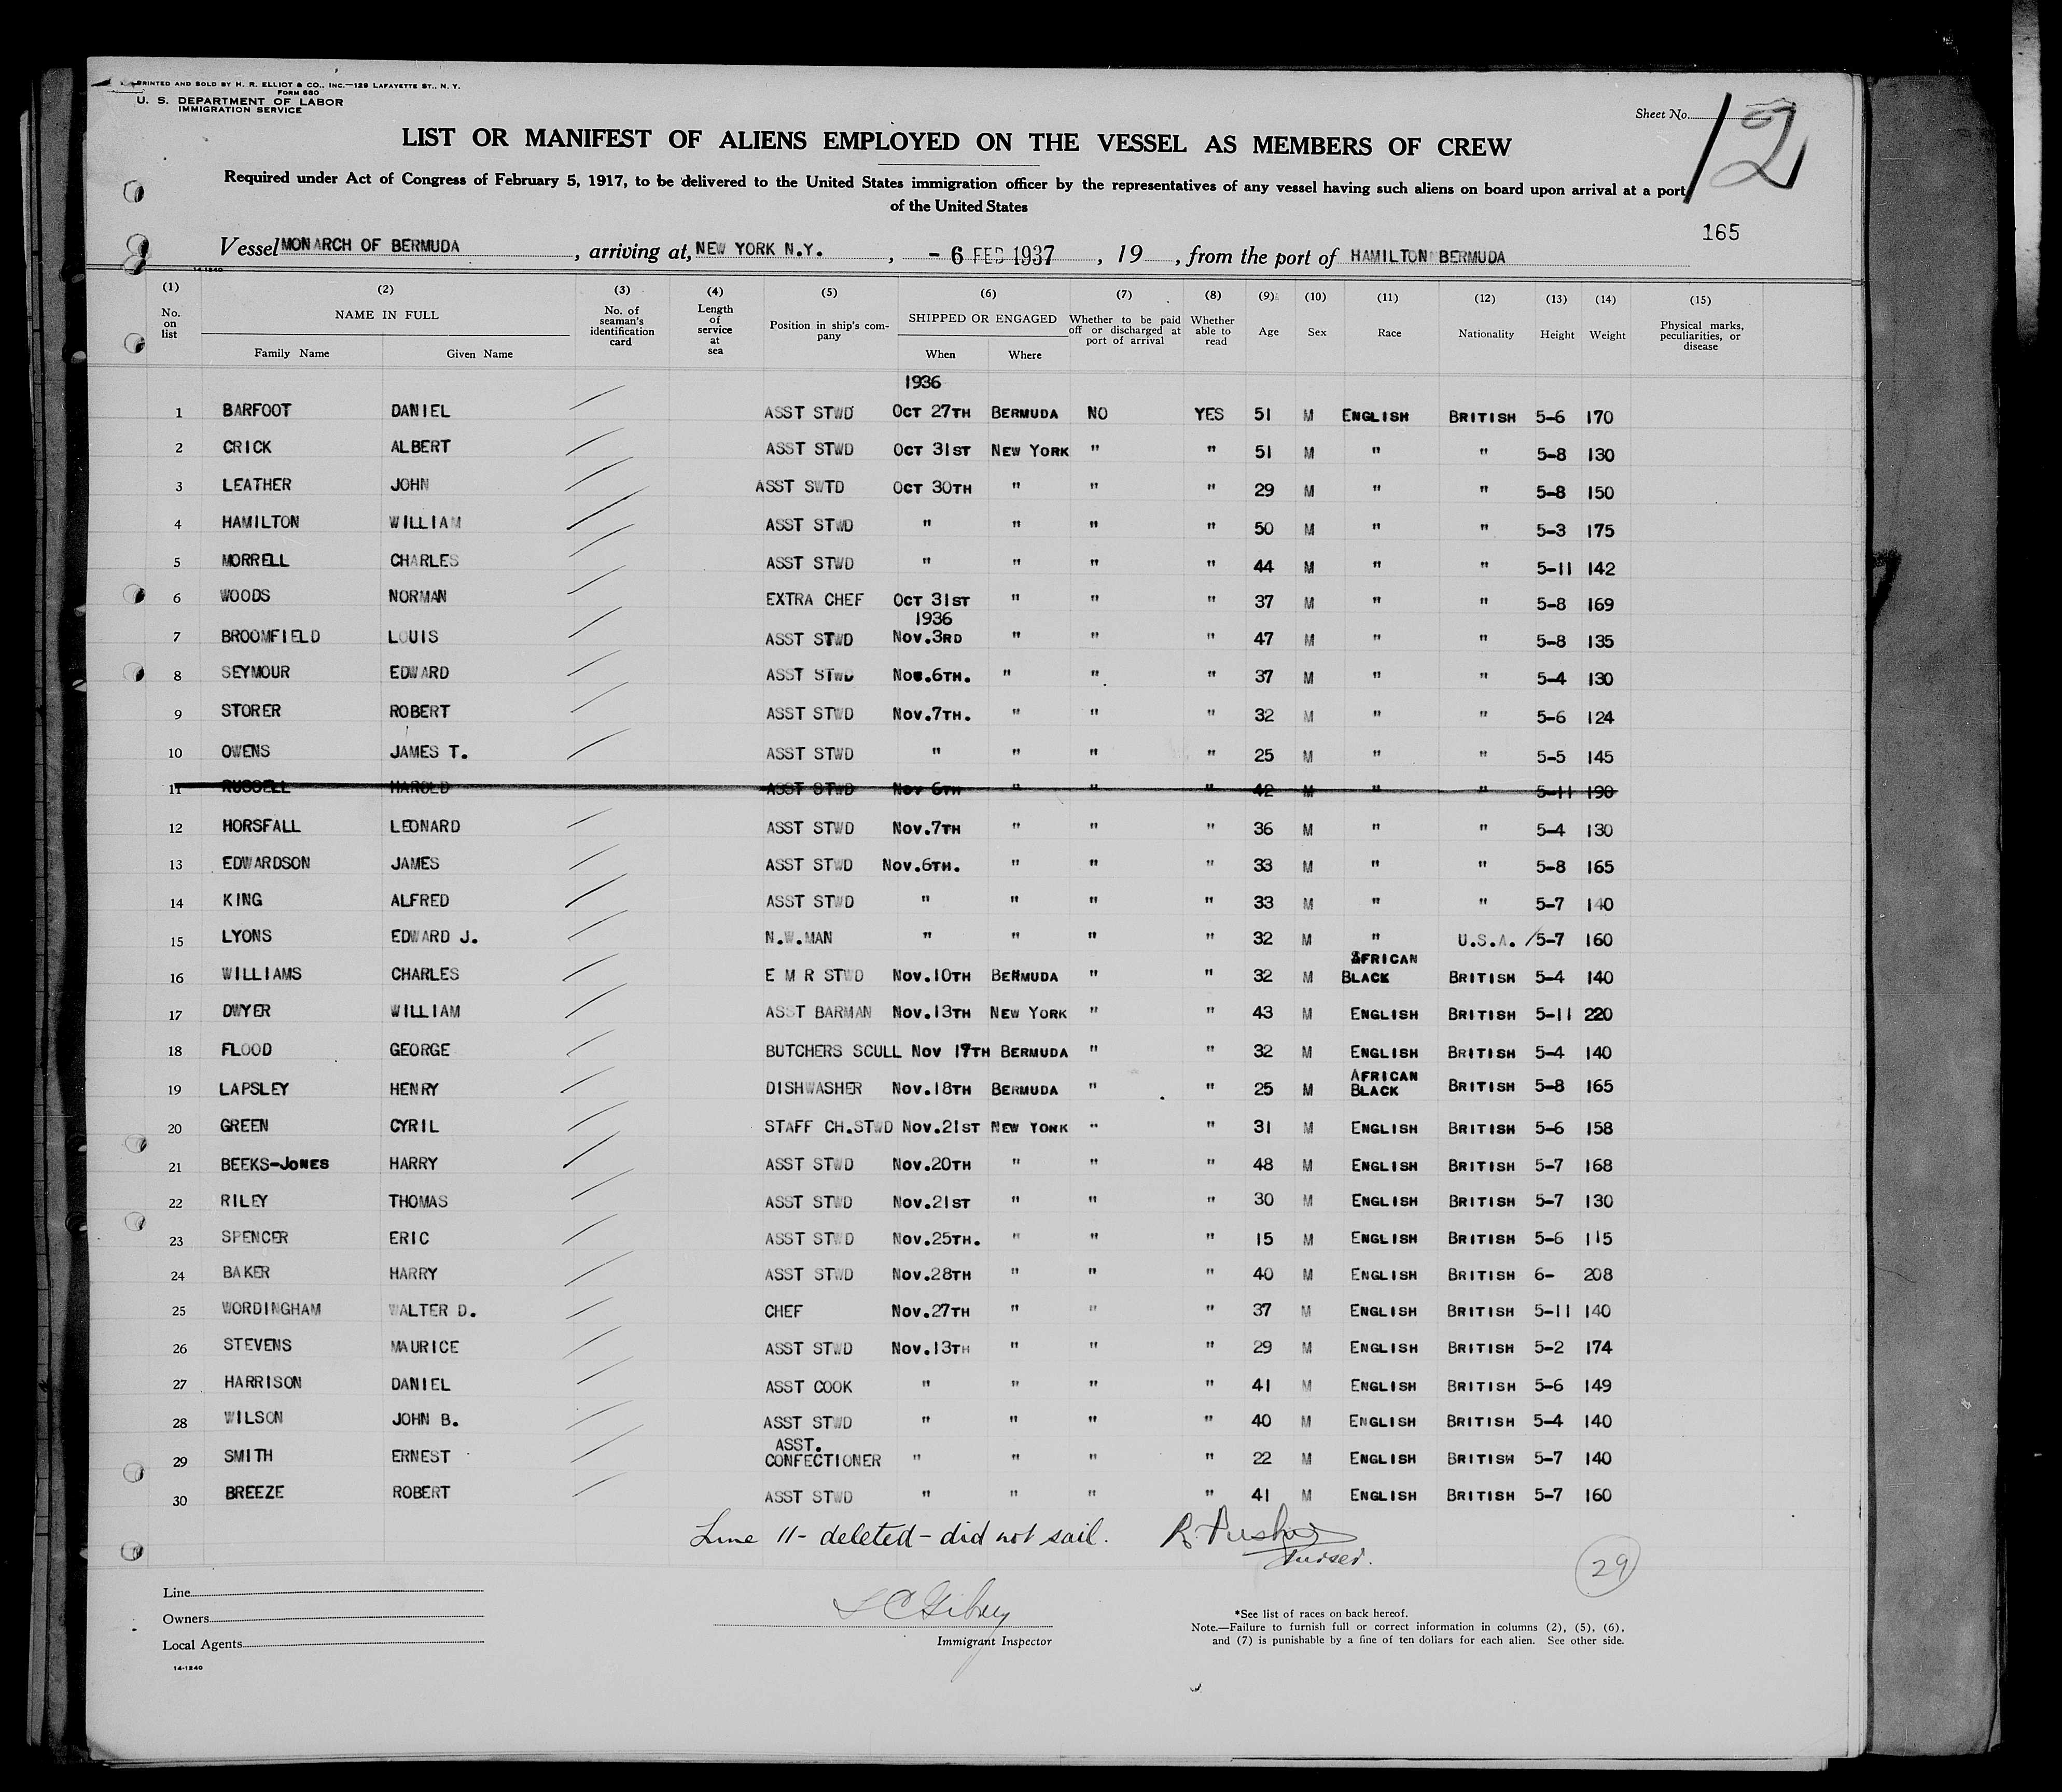 PRINTED AND SOLD BY H. R. ELLIOT & CO., INC.—129 LAFAYETTE ST., N. Y.
FORM 680
U. S. DEPARTMENT OF LABOR
IMMIGRATION SERVICE
Sheet No. 12
LIST OR MANIFEST OF ALIENS EMPLOYED ON THE VESSEL AS MEMBERS OF CREW
Required under Act of Congress of February 5, 1917, to be delivered to the United States immigration officer by the representatives of any vessel having such aliens on board upon arrival at a port
of the United States
165
Vessel MONARCH OF BERMUDA, arriving at, NEW YORK N.Y., - 6 FEB 1937, 19, from the port of HAMILTON BERMUDA
14-1240
(1) (2) (3) (4) (5) (6) (7) (8) (9) (10) (11) (12) (13) (14) (15)
No. on list NAME IN FULL Family Name Given Name No. of seaman's identification card Length of service at sea Position in ship's company SHIPPED OR ENGAGED When Where Whether to be paid off or discharged at port of arrival Whether able to read Age Sex Race Nationality Height Weight Physical marks, peculiarities, or disease
1936
1 BARFOOT DANIEL ASST STWD OCT 27TH BERMUDA NO YES 51 M ENGLISH BRITISH 5-6 170
2 CRICK ALBERT ASST STWD OCT 31ST NEW YORK " " 51 M " " 5-8 130
3 LEATHER JOHN ASST SWTD OCT 30TH " " " 29 M " " 5-8 150
4 HAMILTON WILLIAM ASST STWD " " " " 50 M " " 5-3 175
5 MORRELL CHARLES ASST STWD " " " " 44 M " " 5-11 142
6 WOODS NORMAN EXTRA CHEF OCT 31ST " " " 37 M " " 5-8 169
1936
7 BROOMFIELD LOUIS ASST STWD NOV.3RD " " " 47 M " " 5-8 135
8 SEYMOUR EDWARD ASST STWD NOV.6TH. " " " 37 M " " 5-4 130
9 STORER ROBERT ASST STWD NOV.7TH. " " " 32 M " " 5-6 124
10 OWENS JAMES T. ASST STWD " " " " 25 M " " 5-5 145
11 RUSSELL HAROLD ASST STWD NOV 6TH " " " 42 M " " 5-11 190
12 HORSFALL LEONARD ASST STWD NOV.7TH " " " 36 M " " 5-4 130
13 EDWARDSON JAMES ASST STWD NOV.6TH. " " " 33 M " " 5-8 165
14 KING ALFRED ASST STWD " " " " 33 M " " 5-7 140
15 LYONS EDWARD J. N.W.MAN " " " " 32 M " U.S.A. 5-7 160
16 WILLIAMS CHARLES E M R STWD NOV.10TH BERMUDA " " 32 M AFRICAN BLACK BRITISH 5-4 140
17 DWYER WILLIAM ASST BARMAN NOV.13TH NEW YORK " " 43 M ENGLISH BRITISH 5-11 220
18 FLOOD GEORGE BUTCHERS SCULL NOV 17TH BERMUDA " " 32 M ENGLISH BRITISH 5-4 140
19 LAPSLEY HENRY DISHWASHER NOV.18TH BERMUDA " " 25 M AFRICAN BLACK BRITISH 5-8 165
20 GREEN CYRIL STAFF CH.STWD NOV.21ST NEW YORK " " 31 M ENGLISH BRITISH 5-6 158
21 BEEKS-JONES HARRY ASST STWD NOV.20TH " " " 48 M ENGLISH BRITISH 5-7 168
22 RILEY THOMAS ASST STWD NOV.21ST " " " 30 M ENGLISH BRITISH 5-7 130
23 SPENCER ERIC ASST STWD NOV.25TH. " " " 15 M ENGLISH BRITISH 5-6 115
24 BAKER HARRY ASST STWD NOV.28TH " " " 40 M ENGLISH BRITISH 6- 208
25 WORDINGHAM WALTER D. CHEF NOV.27TH " " " 37 M ENGLISH BRITISH 5-11 140
26 STEVENS MAURICE ASST STWD NOV.13TH " " " 29 M ENGLISH BRITISH 5-2 174
27 HARRISON DANIEL ASST COOK " " " " 41 M ENGLISH BRITISH 5-6 149
28 WILSON JOHN B. ASST STWD " " " " 40 M ENGLISH BRITISH 5-4 140
29 SMITH ERNEST ASST. CONFECTIONER " " " " 22 M ENGLISH BRITISH 5-7 140
30 BREEZE ROBERT ASST STWD " " " " 41 M ENGLISH BRITISH 5-7 160
Line 11- deleted - did not sail.
Purser.
29
Line
Owners
Local Agents
14-1240
Immigrant Inspector
*See list of races on back hereof.
Note.—Failure to furnish full or correct information in columns (2), (5), (6),
and (7) is punishable by a fine of ten dollars for each alien. See other side.